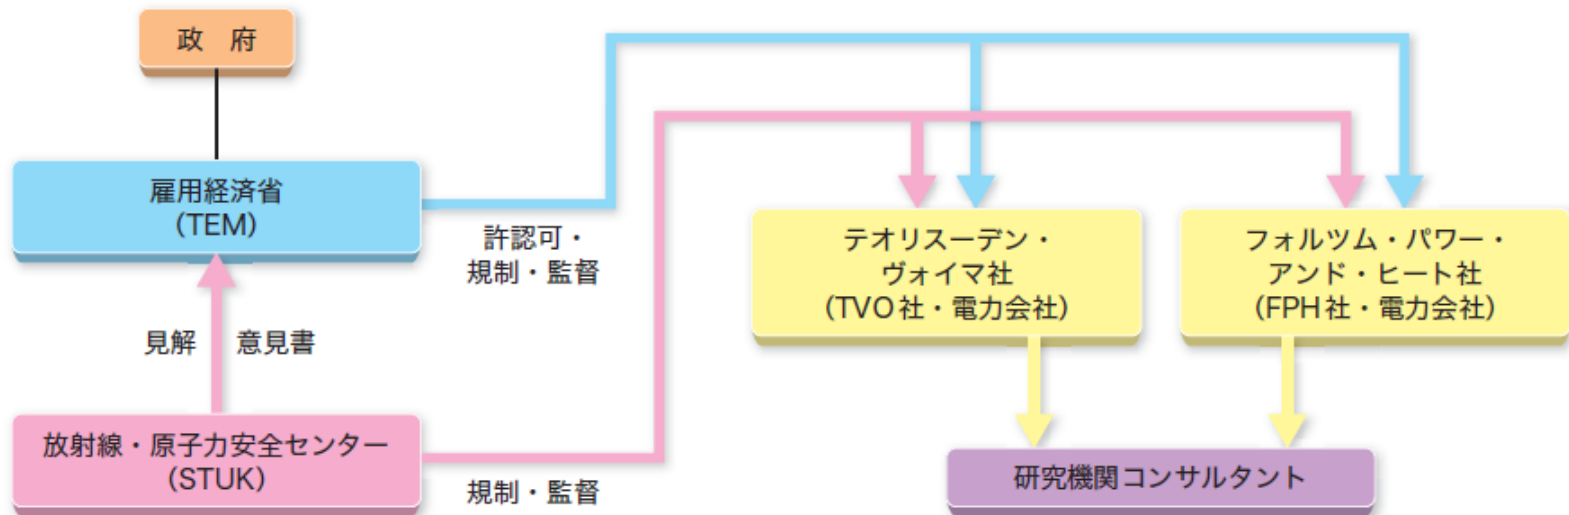 政　府
雇用経済省
(TEM)
許認可・
規制・監督
見解
意見書
放射線・原子力安全センター
(STUK)
規制・監督
テオリスーデン・
ヴォイマ社
(TVO社・電力会社)
フォルツム・パワー・
アンド・ヒート社
(FPH社・電力会社)
研究機関コンサルタント